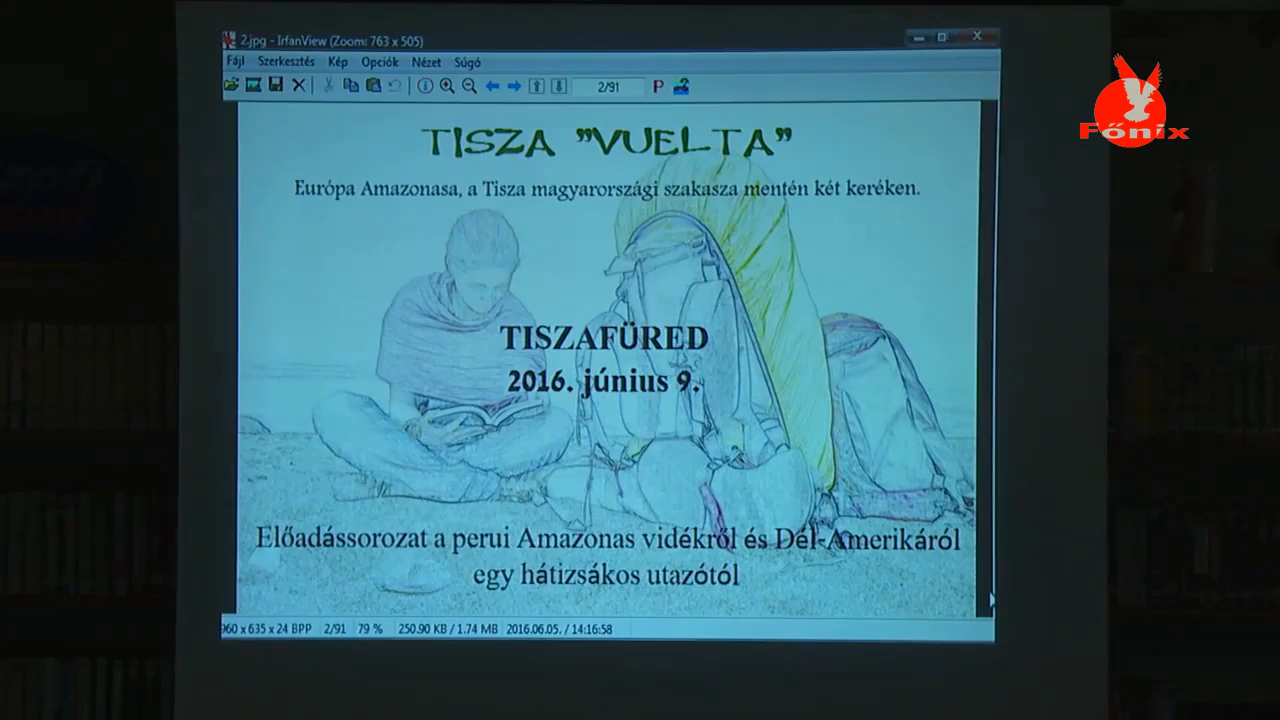 2.jpg - IrfanView (Zoom: 763 x 505)
Fájl Szerkesztés Kép Opciók Nézet Súgó
2/91
Főnix
TISZA "VUELTA"
Európa Amazonasa, a Tisza magyarországi szakasza mentén két keréken.
TISZAFÜRED
2016. június 9.
Előadássorozat a perui Amazonas vidékről és Dél-Amerikáról
egy hátizsákos utazótól
960 x 635 x 24 BPP 2/91 79 % 250.90 KB / 1.74 MB 2016.06.05. / 14:16:58